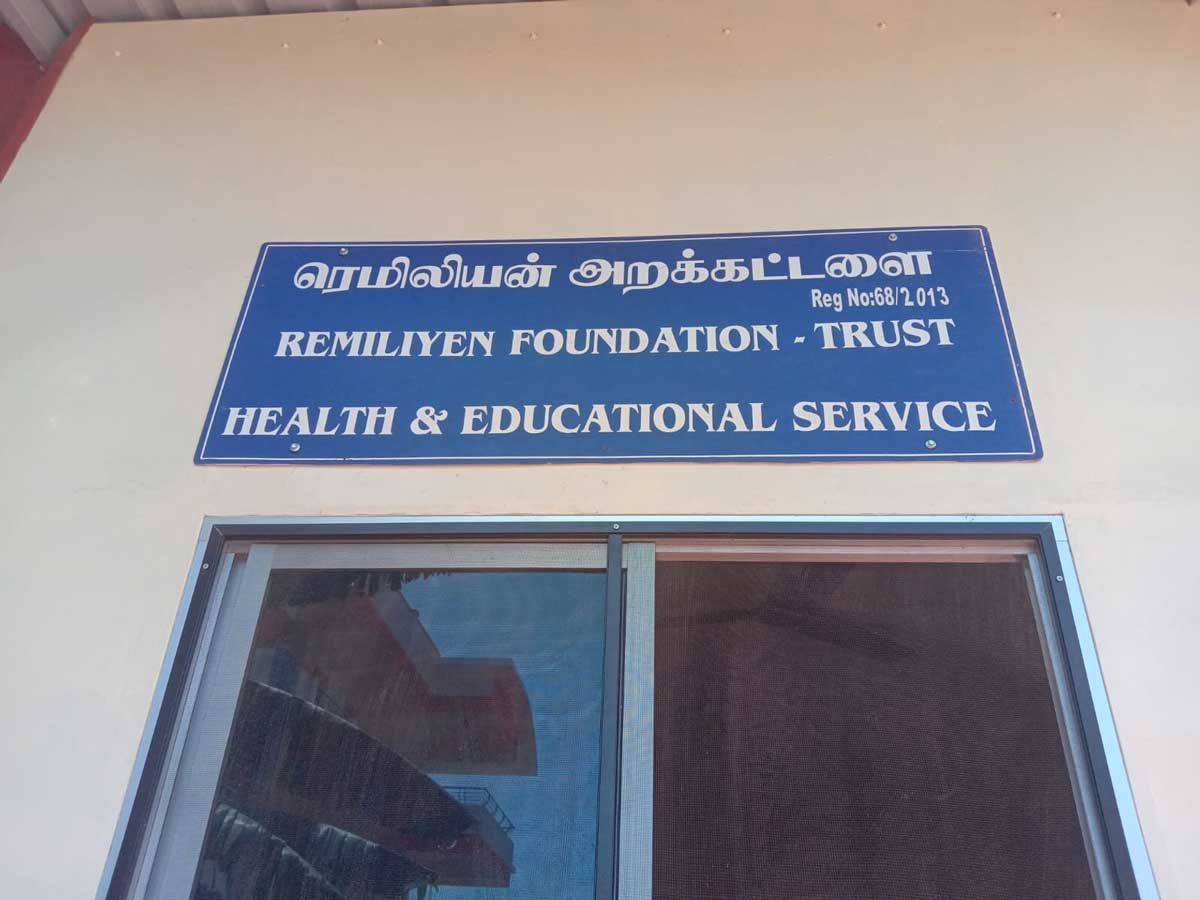 ரெமிலியன் அறக்கட்டளை
Reg No:68/2013
REMILIYEN FOUNDATION - TRUST
HEALTH & EDUCATIONAL SERVICE